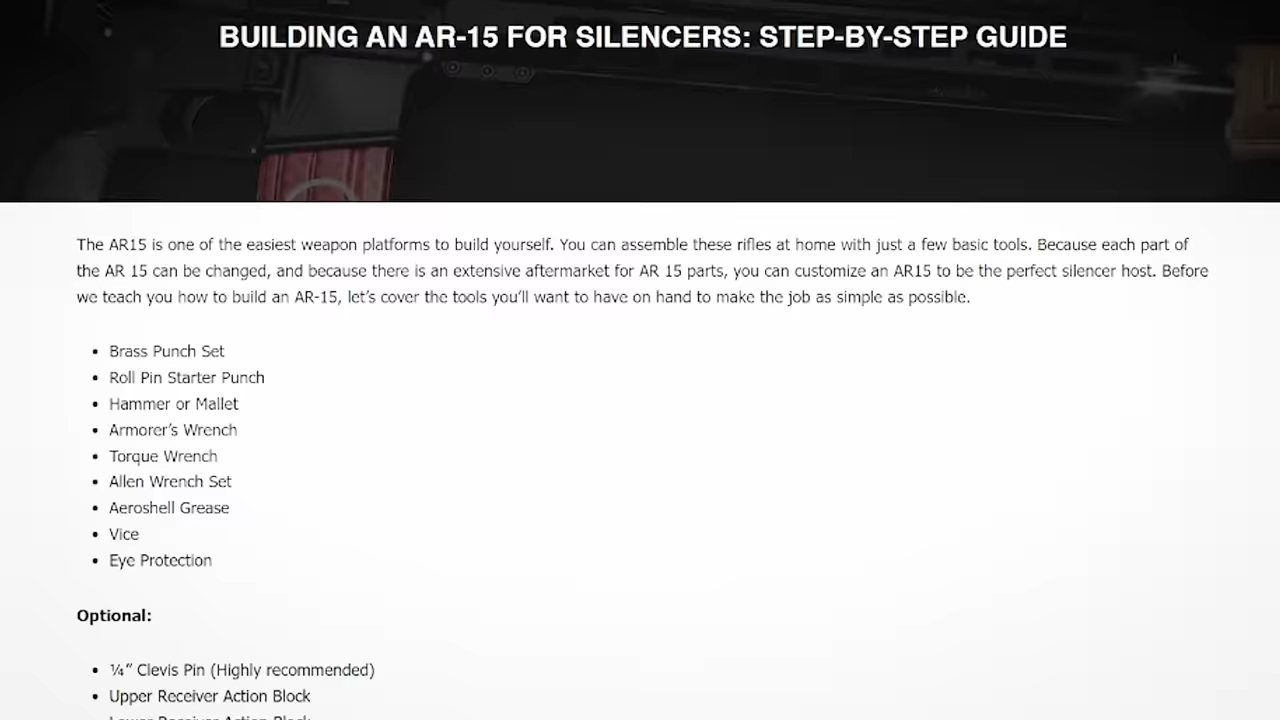 BUILDING AN AR-15 FOR SILENCERS: STEP-BY-STEP GUIDE
The AR15 is one of the easiest weapon platforms to build yourself. You can assemble these rifles at home with just a few basic tools. Because each part of
the AR 15 can be changed, and because there is an extensive aftermarket for AR 15 parts, you can customize an AR15 to be the perfect silencer host. Before
we teach you how to build an AR-15, let’s cover the tools you’ll want to have on hand to make the job as simple as possible.
• Brass Punch Set
• Roll Pin Starter Punch
• Hammer or Mallet
• Armorer’s Wrench
• Torque Wrench
• Allen Wrench Set
• Aeroshell Grease
• Vice
• Eye Protection
Optional:
• ¼” Clevis Pin (Highly recommended)
• Upper Receiver Action Block
• Lower Receiver Action Block